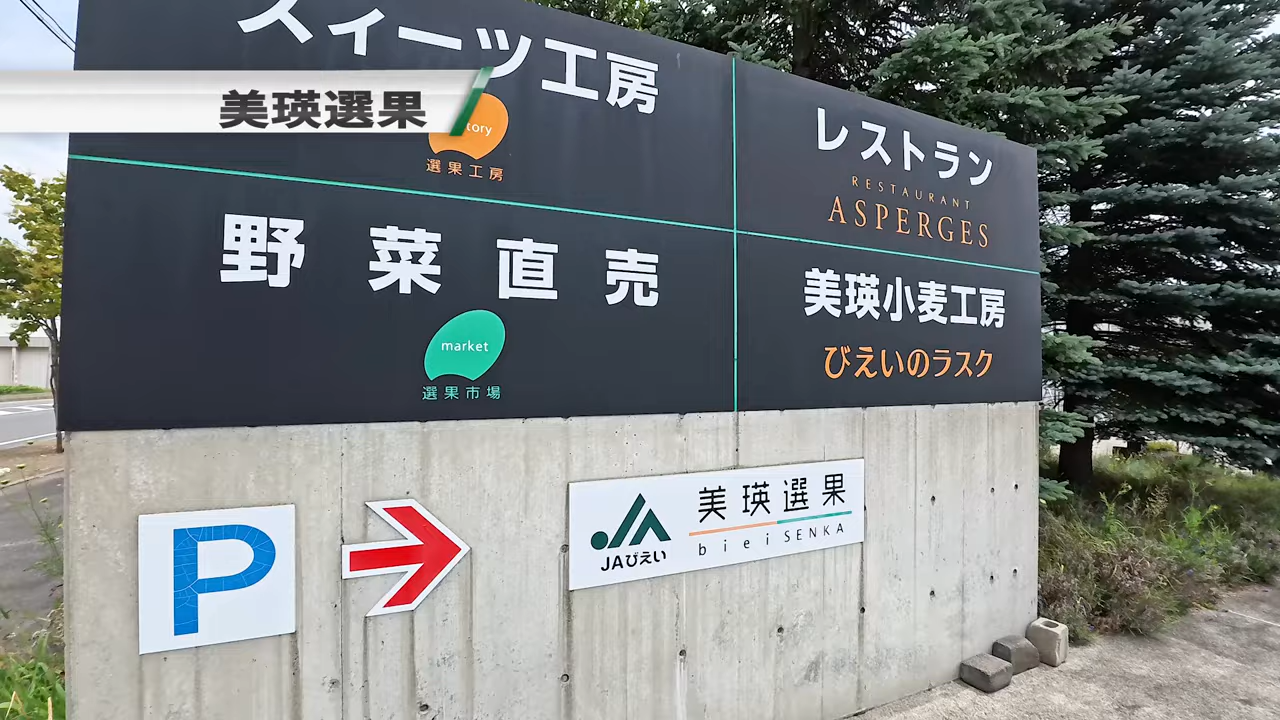 スィーツ工房
美瑛選果
tory
選果工房
野菜直売
market
選果市場
レストラン
RESTAURANT
ASPERGES
美瑛小麦工房
びえいのラスク
P
JAびえい
美瑛選果
biei SENKA